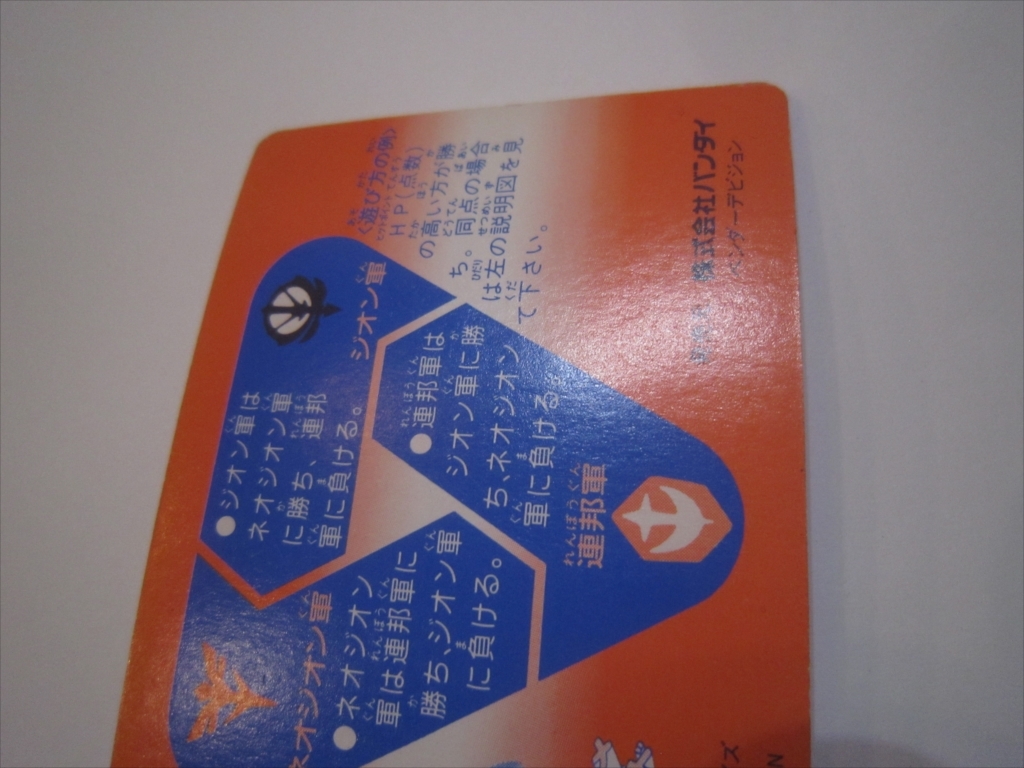 <遊び方の例>
HP(点数)
の高い方が勝
ち。同点の場合
は左の説明図を見
て下さい。
ジオン軍
●ジオン軍は
ネオジオン軍
に勝ち、連邦
軍に負ける。
●連邦軍は
ジオン軍に勝
ち、ネオジオン
軍に負ける。
連邦軍
ネオジオン軍
●ネオジオン
軍は連邦軍に
勝ち、ジオン軍
に負ける。
株式会社バンダイ
ベンダーデビジョン
ズ
N